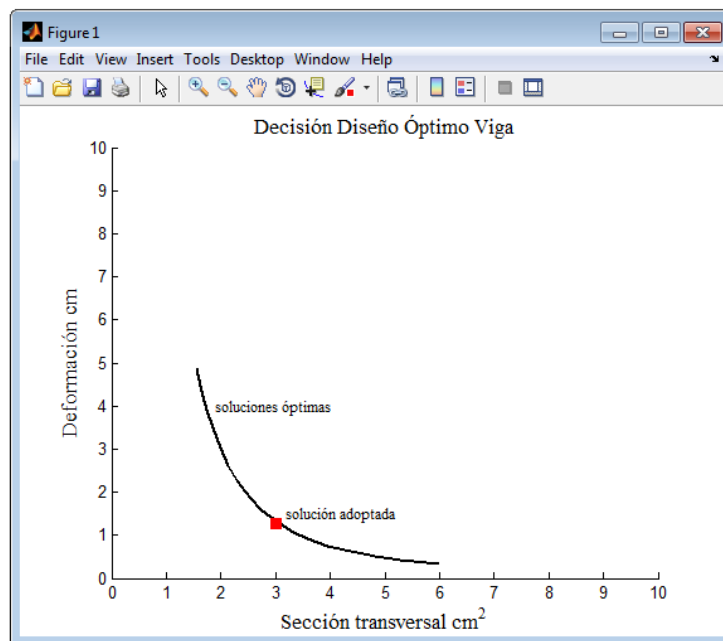 Figure 1
File Edit View Insert Tools Desktop Window Help
Decisión Diseño Óptimo Viga
10
9
8
7
6
5
4
3
2
1
0
Deformación cm
soluciones óptimas
solución adoptada
0 1 2 3 4 5 6 7 8 9 10
Sección transversal cm²